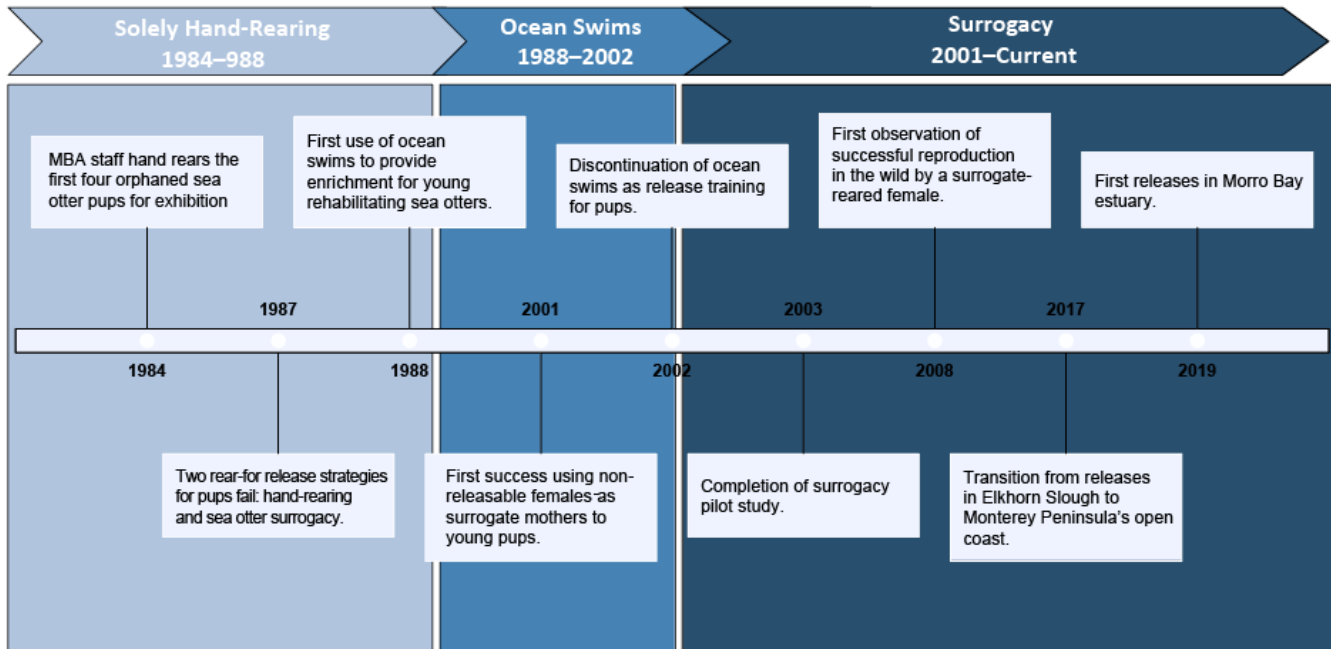 Solely Hand-Rearing
1984–988
Ocean Swims
1988–2002
Surrogacy
2001–Current
MBA staff hand rears the
first four orphaned sea
otter pups for exhibition
First use of ocean
swims to provide
enrichment for young
rehabilitating sea otters.
Discontinuation of ocean
swims as release training
for pups.
First observation of
successful reproduction
in the wild by a surrogate-
reared female.
First releases in Morro Bay
estuary.
1987
2001
2003
2017
1984
1988
2002
2008
2019
Two rear-for release strategies
for pups fail: hand-rearing
and sea otter surrogacy.
First success using non-
releasable females-as
surrogate mothers to
young pups.
Completion of surrogacy
pilot study.
Transition from releases
in Elkhorn Slough to
Monterey Peninsula's open
coast.